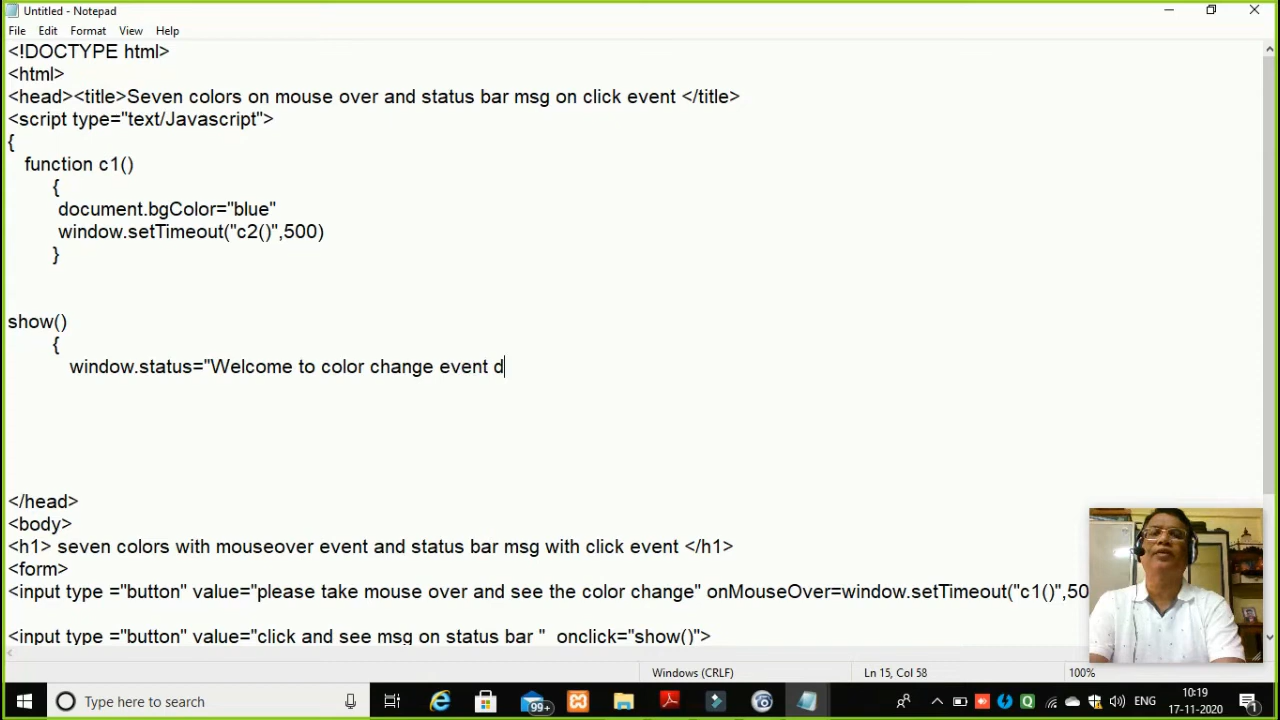 Untitled - Notepad
File Edit Format View Help
<!DOCTYPE html>
<html>
<head><title>Seven colors on mouse over and status bar msg on click event </title>
<script type="text/Javascript">
{
function c1()
{
document.bgColor="blue"
window.setTimeout("c2()",500)
}
show()
{
window.status="Welcome to color change event d
</head>
<body>
<h1> seven colors with mouseover event and status bar msg with click event </h1>
<form>
<input type ="button" value="please take mouse over and see the color change" onMouseOver=window.setTimeout("c1()",50
<input type ="button" value="click and see msg on status bar " onclick="show()">
Windows (CRLF) Ln 15, Col 58 100%
Type here to search 99+ ENG 10:19 17-11-2020 1